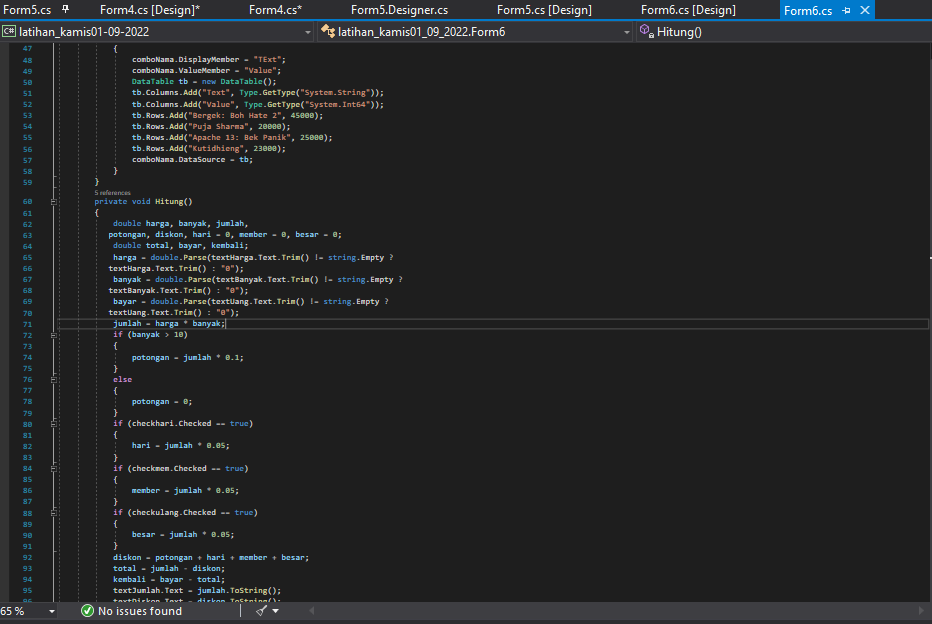 Form5.cs Form4.cs [Design]* Form4.cs* Form5.Designer.cs Form5.cs [Design] Form6.cs [Design] Form6.cs
C# latihan_kamis01-09-2022 latihan_kamis01_09_2022.Form6 Hitung()
47 {
48 comboNama.DisplayMember = "TExt";
49 comboNama.ValueMember = "Value";
50 DataTable tb = new DataTable();
51 tb.Columns.Add("Text", Type.GetType("System.String"));
52 tb.Columns.Add("Value", Type.GetType("System.Int64"));
53 tb.Rows.Add("Bergek: Boh Hate 2", 45000);
54 tb.Rows.Add("Puja Sharma", 20000);
55 tb.Rows.Add("Apache 13: Bek Panik", 25000);
56 tb.Rows.Add("Kutidhieng", 23000);
57 comboNama.DataSource = tb;
58 }
59 }
5 references
60 private void Hitung()
61 {
62 double harga, banyak, jumlah,
63 potongan, diskon, hari = 0, member = 0, besar = 0;
64 double total, bayar, kembali;
65 harga = double.Parse(textHarga.Text.Trim() != string.Empty ?
66 textHarga.Text.Trim() : "0");
67 banyak = double.Parse(textBanyak.Text.Trim() != string.Empty ?
68 textBanyak.Text.Trim() : "0");
69 bayar = double.Parse(textUang.Text.Trim() != string.Empty ?
70 textUang.Text.Trim() : "0");
71 jumlah = harga * banyak;
72 if (banyak > 10)
73 {
74 potongan = jumlah * 0.1;
75 }
76 else
77 {
78 potongan = 0;
79 }
80 if (checkhari.Checked == true)
81 {
82 hari = jumlah * 0.05;
83 }
84 if (checkmem.Checked == true)
85 {
86 member = jumlah * 0.05;
87 }
88 if (checkulang.Checked == true)
89 {
90 besar = jumlah * 0.05;
91 }
92 diskon = potongan + hari + member + besar;
93 total = jumlah - diskon;
94 kembali = bayar - total;
95 textJumlah.Text = jumlah.ToString();
96 textDiskon.Text = diskon.ToString();
65 % No issues found